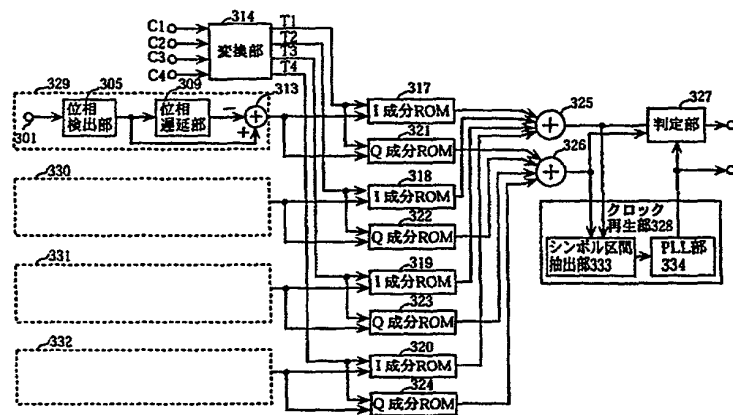 C1
C2
C3
C4
314
変換部
T1
T2
T3
T4
329
301
305
位相
検出部
309
位相
遅延部
−
+
313
+
330
331
332
317
I 成分ROM
321
Q 成分ROM
318
I 成分ROM
322
Q 成分ROM
319
I 成分ROM
323
Q 成分ROM
320
I 成分ROM
324
Q 成分ROM
325
+
326
+
327
判定部
クロック
再生部328
シンボル区間
抽出部333
PLL部
334